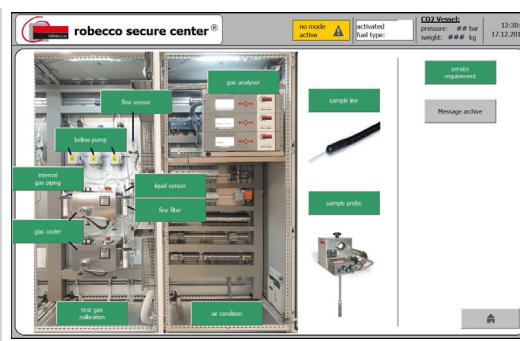 robecco
robecco secure center®
no mode
active
activated
fuel type:
CO2 Vessel:
pressure: ## bar
weight: ### kg
12:30:
17.12.201
gas analyser
service
requirement
flow sensor
sample line
Message archive
bellow pump
internal
gas piping
liquid sensor
fine filter
sample probe
gas cooler
test gas
calibration
air condition